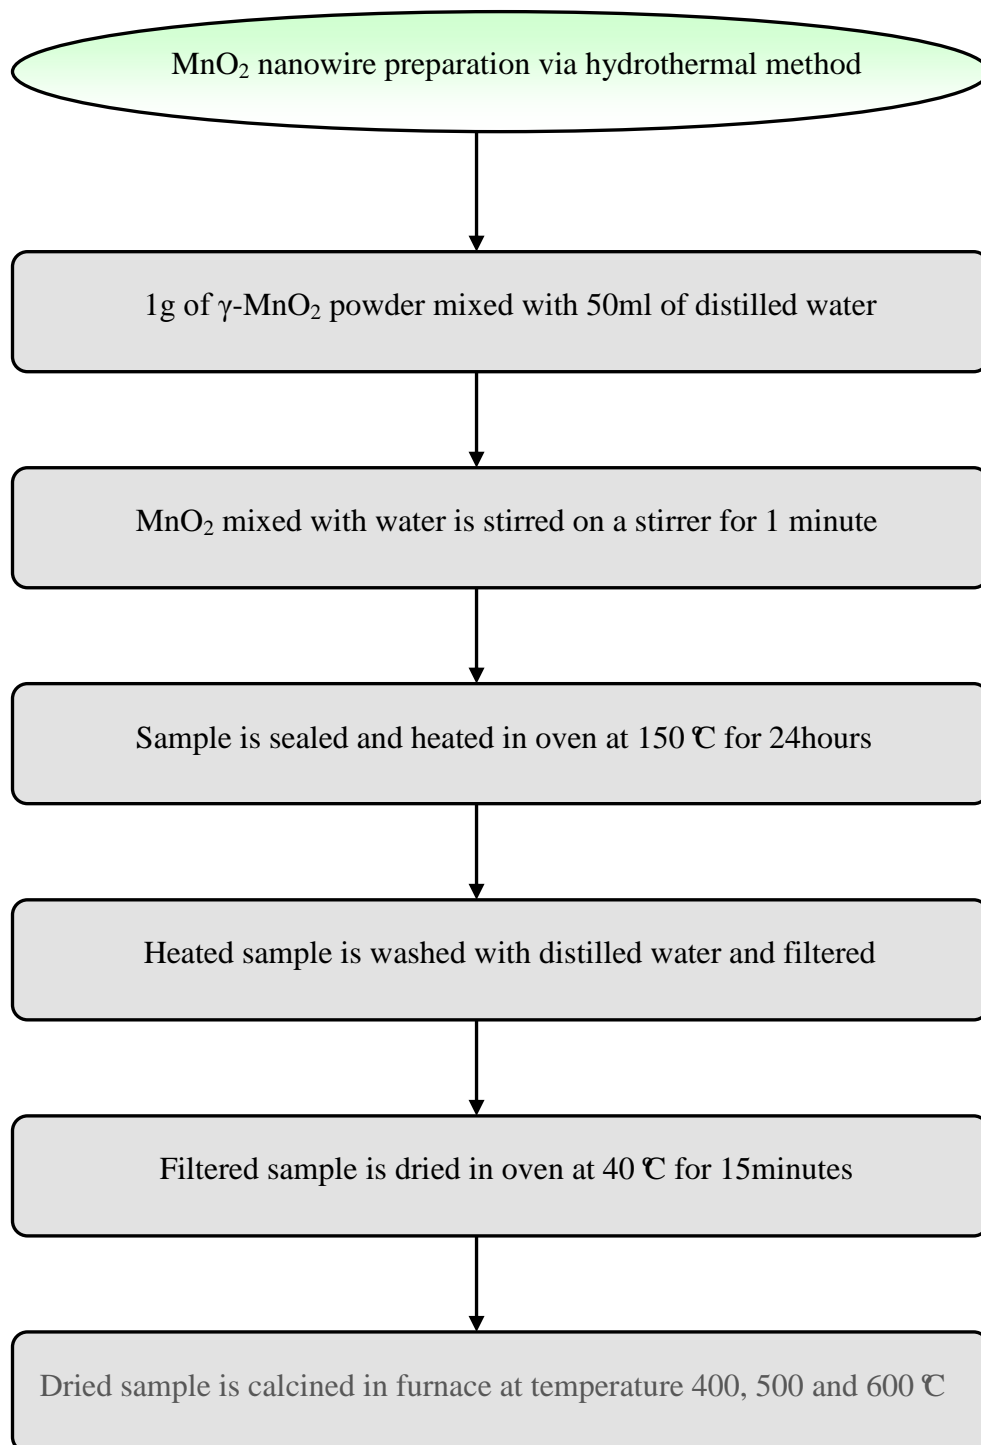 MnO₂ nanowire preparation via hydrothermal method
1g of γ-MnO₂ powder mixed with 50ml of distilled water
MnO₂ mixed with water is stirred on a stirrer for 1 minute
Sample is sealed and heated in oven at 150 ℃ for 24hours
Heated sample is washed with distilled water and filtered
Filtered sample is dried in oven at 40 ℃ for 15minutes
Dried sample is calcined in furnace at temperature 400, 500 and 600 ℃